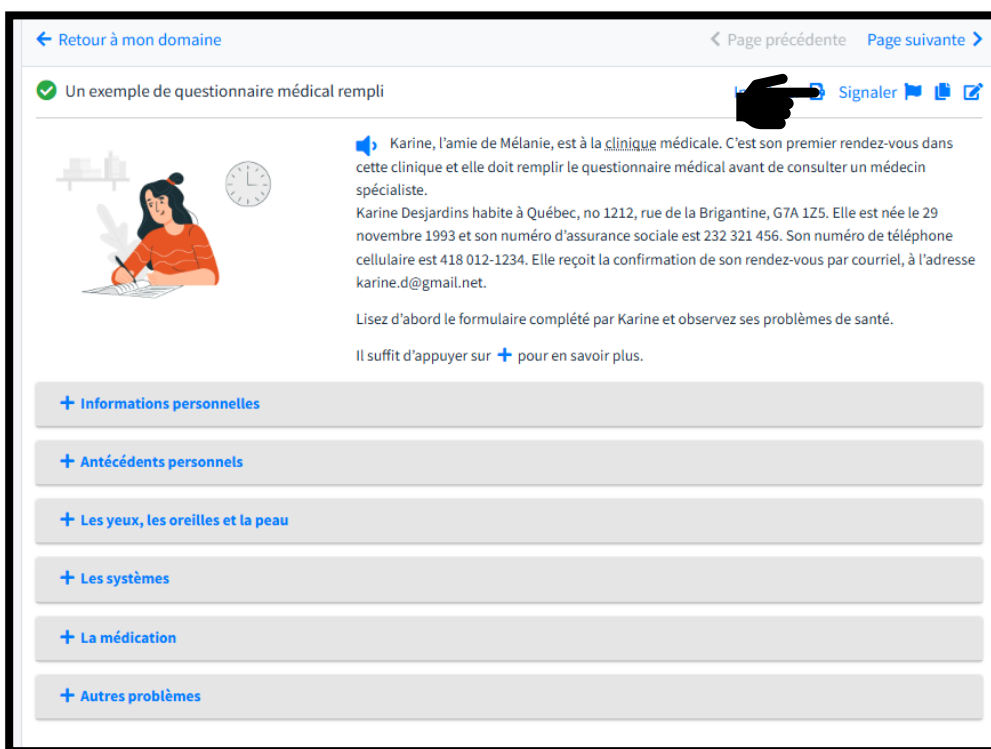 Retour à mon domaine
Page précédente Page suivante
Un exemple de questionnaire médical rempli
Signaler
Karine, l'amie de Mélanie, est à la clinique médicale. C'est son premier rendez-vous dans
cette clinique et elle doit remplir le questionnaire médical avant de consulter un médecin
spécialiste.
Karine Desjardins habite à Québec, no 1212, rue de la Brigantine, G7A 1Z5. Elle est née le 29
novembre 1993 et son numéro d'assurance sociale est 232 321 456. Son numéro de téléphone
cellulaire est 418 012-1234. Elle reçoit la confirmation de son rendez-vous par courriel, à l'adresse
karine.d@gmail.net.
Lisez d'abord le formulaire complété par Karine et observez ses problèmes de santé.
Il suffit d'appuyer sur + pour en savoir plus.
+ Informations personnelles
+ Antécédents personnels
+ Les yeux, les oreilles et la peau
+ Les systèmes
+ La médication
+ Autres problèmes